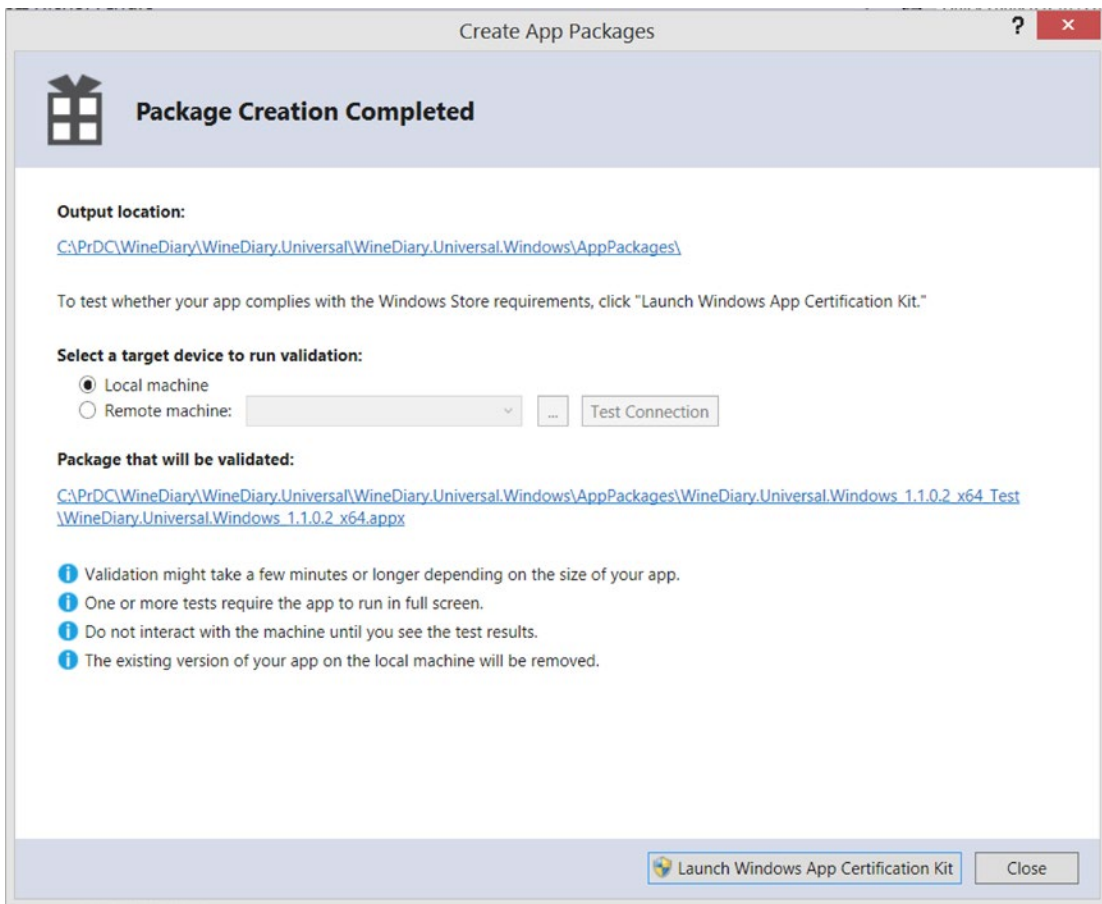 Create App Packages
?
Package Creation Completed
Output location:
C:\PrDC\WineDiary\WineDiary.Universal\WineDiary.Universal.Windows\AppPackages\
To test whether your app complies with the Windows Store requirements, click "Launch Windows App Certification Kit."
Select a target device to run validation:
Local machine
Remote machine:
...
Test Connection
Package that will be validated:
C:\PrDC\WineDiary\WineDiary.Universal\WineDiary.Universal.Windows\AppPackages\WineDiary.Universal.Windows_1.1.0.2_x64_Test
\WineDiary.Universal.Windows_1.1.0.2_x64.appx
Validation might take a few minutes or longer depending on the size of your app.
One or more tests require the app to run in full screen.
Do not interact with the machine until you see the test results.
The existing version of your app on the local machine will be removed.
Launch Windows App Certification Kit
Close